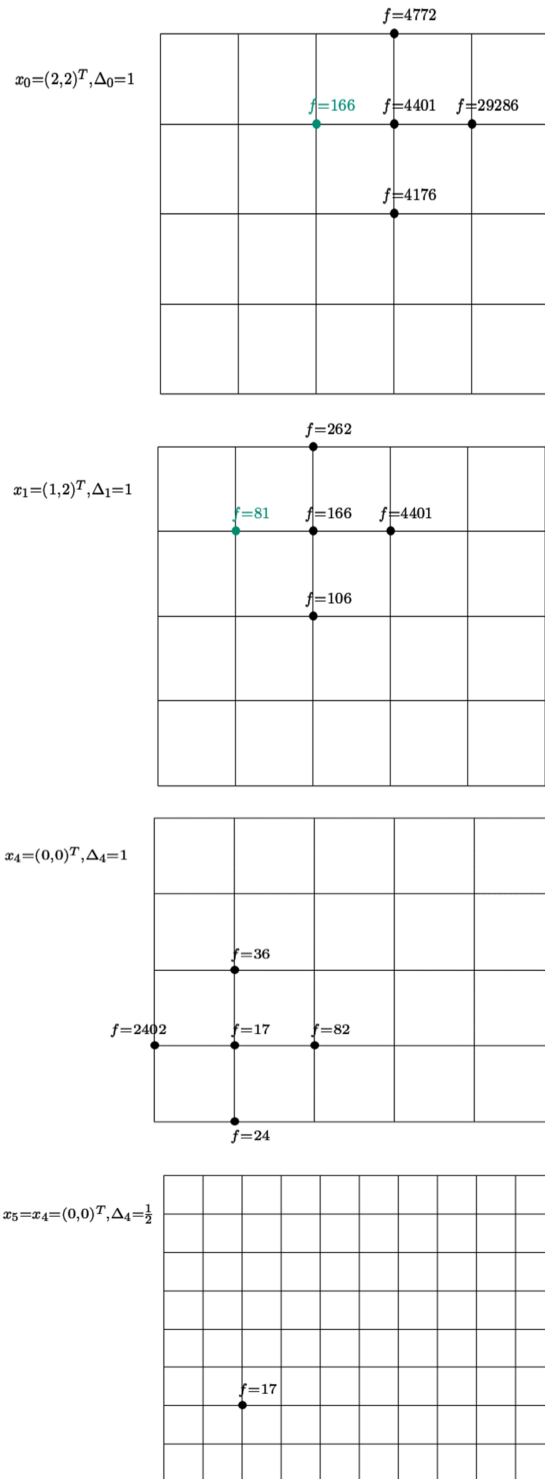 f=4772
x₀=(2,2)ᵀ,Δ₀=1
f=166 f=4401 f=29286
f=4176
f=262
x₁=(1,2)ᵀ,Δ₁=1
f=81 f=166 f=4401
f=106
x₄=(0,0)ᵀ,Δ₄=1
f=36
f=2402 f=17 f=82
f=24
x₅=x₄=(0,0)ᵀ,Δ₄=½
f=17